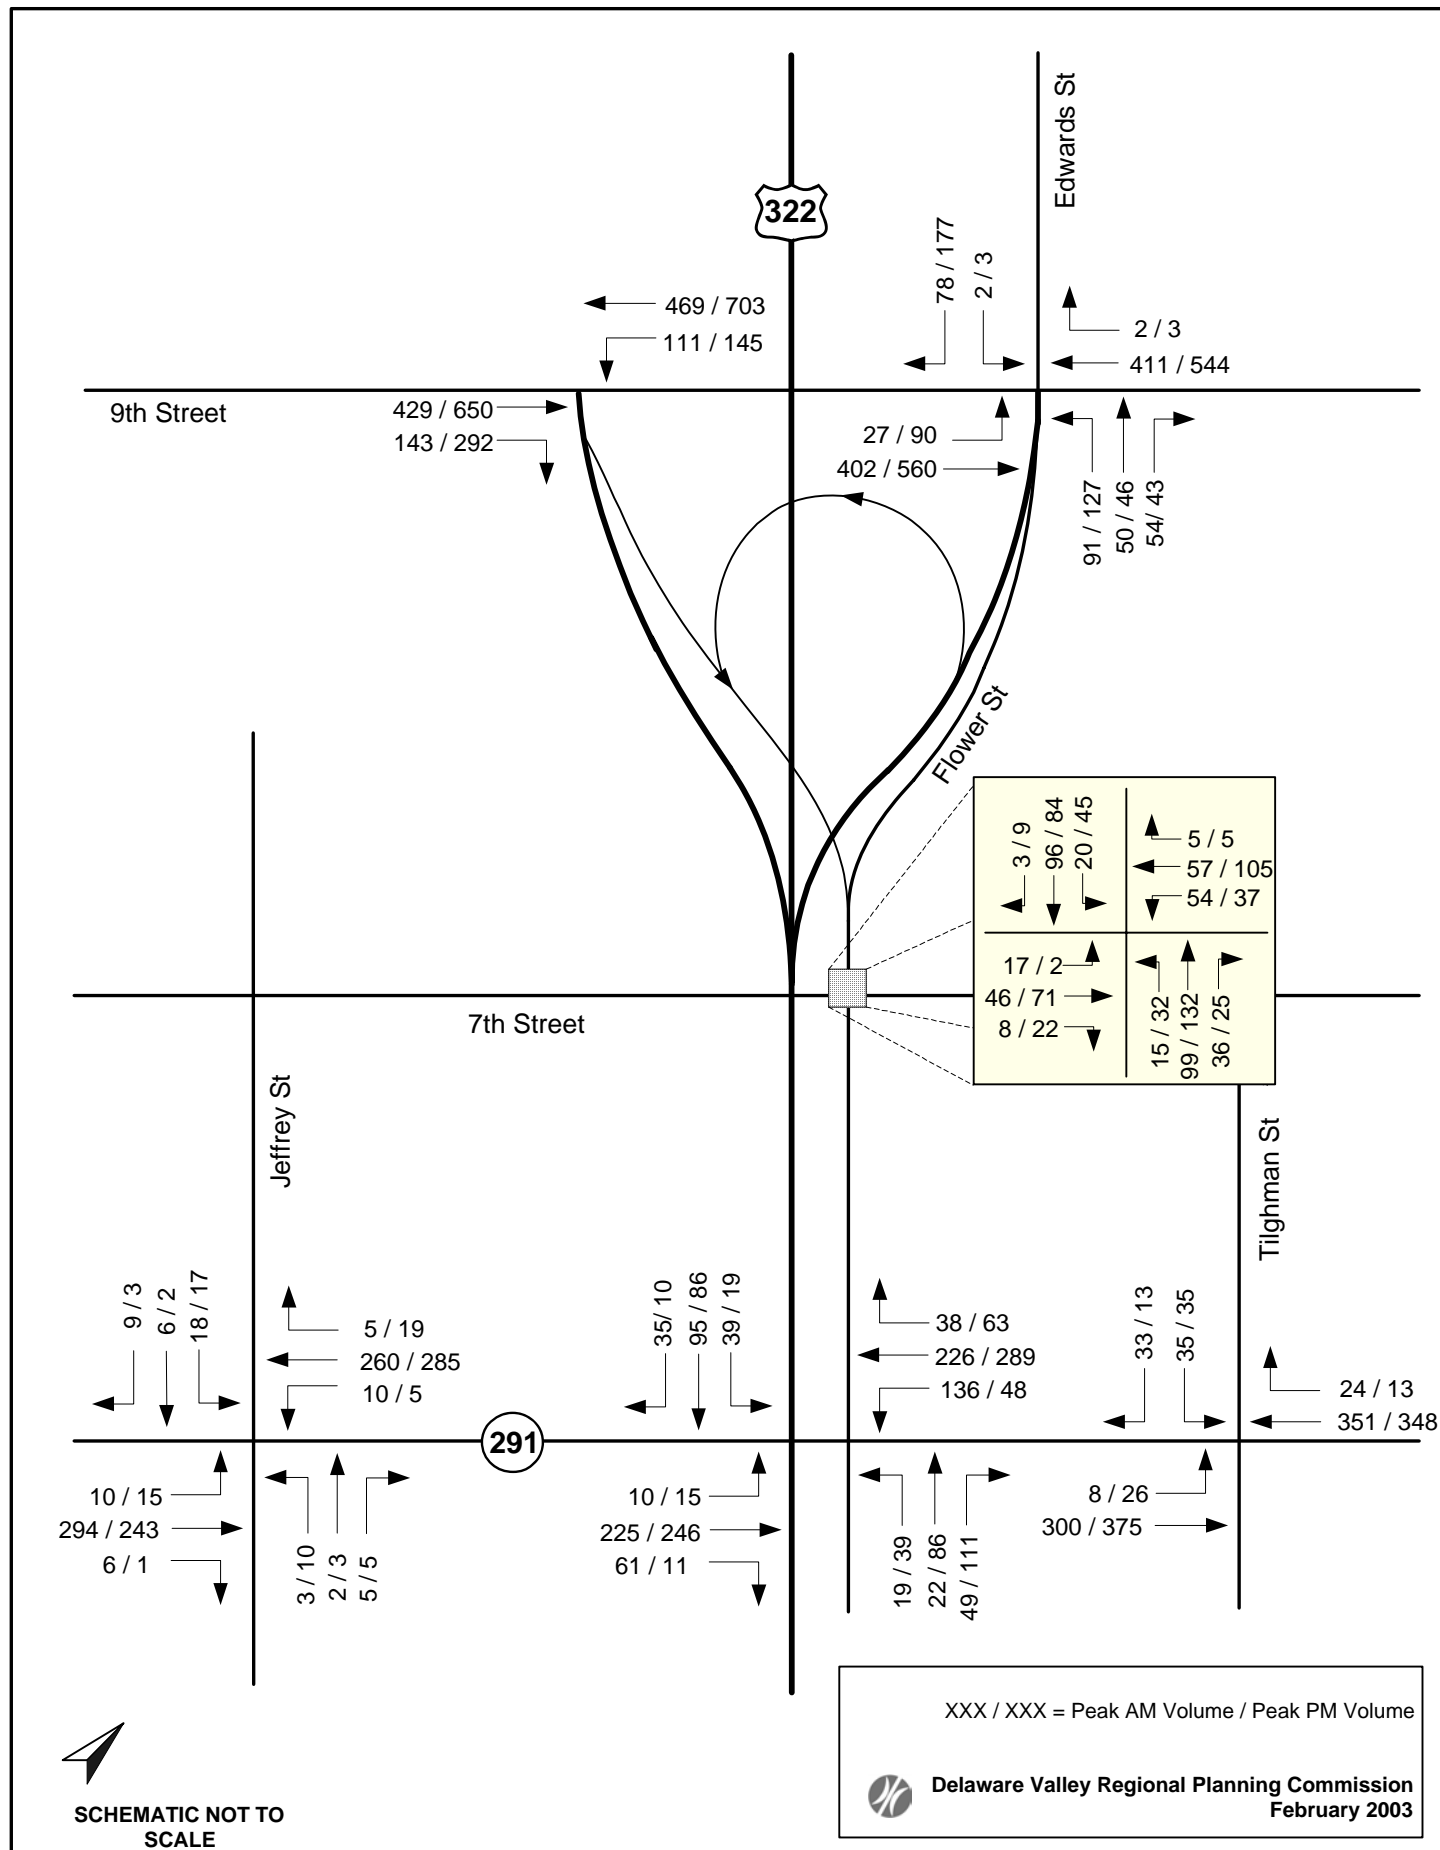 Edwards St
322
78 / 177
2 / 3
469 / 703
111 / 145
2 / 3
411 / 544
9th Street
429 / 650
143 / 292
27 / 90
402 / 560
91 / 127
50 / 46
54/ 43
Flower St
3 / 9
96 / 84
20 / 45
5 / 5
57 / 105
54 / 37
17 / 2
46 / 71
8 / 22
15 / 32
99 / 132
36 / 25
7th Street
Jeffrey St
Tilghman St
9 / 3
6 / 2
18 / 17
5 / 19
260 / 285
10 / 5
35/ 10
95 / 86
39 / 19
38 / 63
226 / 289
136 / 48
33 / 13
35 / 35
24 / 13
351 / 348
291
10 / 15
294 / 243
6 / 1
3 / 10
2 / 3
5 / 5
10 / 15
225 / 246
61 / 11
19 / 39
22 / 86
49 / 111
8 / 26
300 / 375
XXX / XXX = Peak AM Volume / Peak PM Volume
Delaware Valley Regional Planning Commission
February 2003
SCHEMATIC NOT TO
SCALE